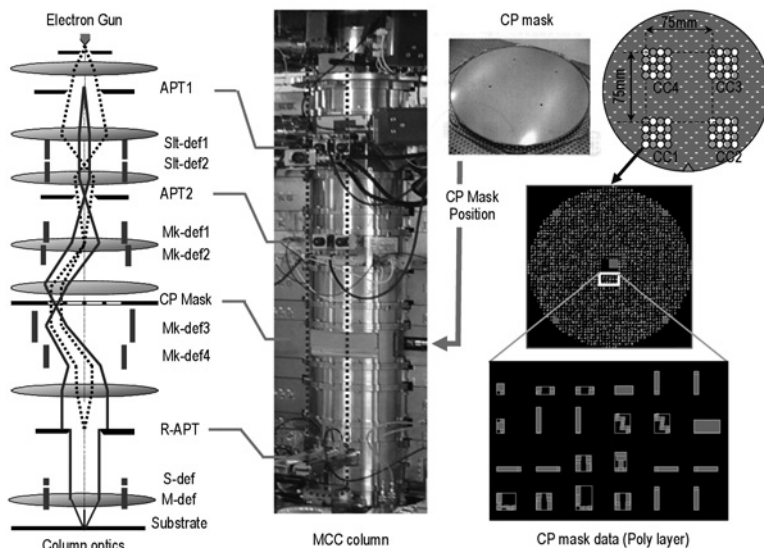 Electron Gun
APT1
Slt-def1
Slt-def2
APT2
Mk-def1
Mk-def2
CP Mask
Mk-def3
Mk-def4
R-APT
S-def
M-def
Substrate
Column optics
MCC column
CP mask
CP Mask
Position
75mm
75mm
CC4
CC3
CC1
CC2
CP mask data (Poly layer)